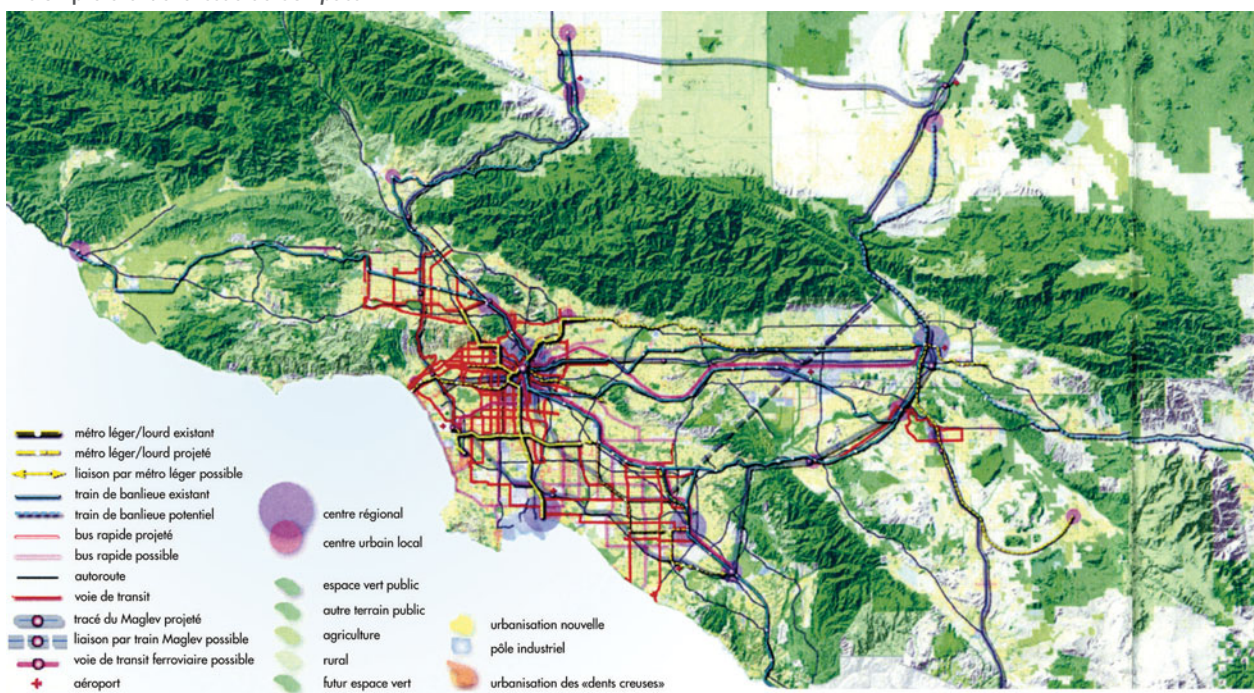 métro léger/lourd existant
métro léger/lourd projeté
liaison par métro léger possible
train de banlieue existant
train de banlieue potentiel
bus rapide projeté
bus rapide possible
autoroute
voie de transit
tracé du Maglev projeté
liaison par train Maglev possible
voie de transit ferroviaire possible
aéroport
centre régional
centre urbain local
espace vert public
autre terrain public
agriculture
rural
futur espace vert
urbanisation nouvelle
pôle industriel
urbanisation des «dents creuses»